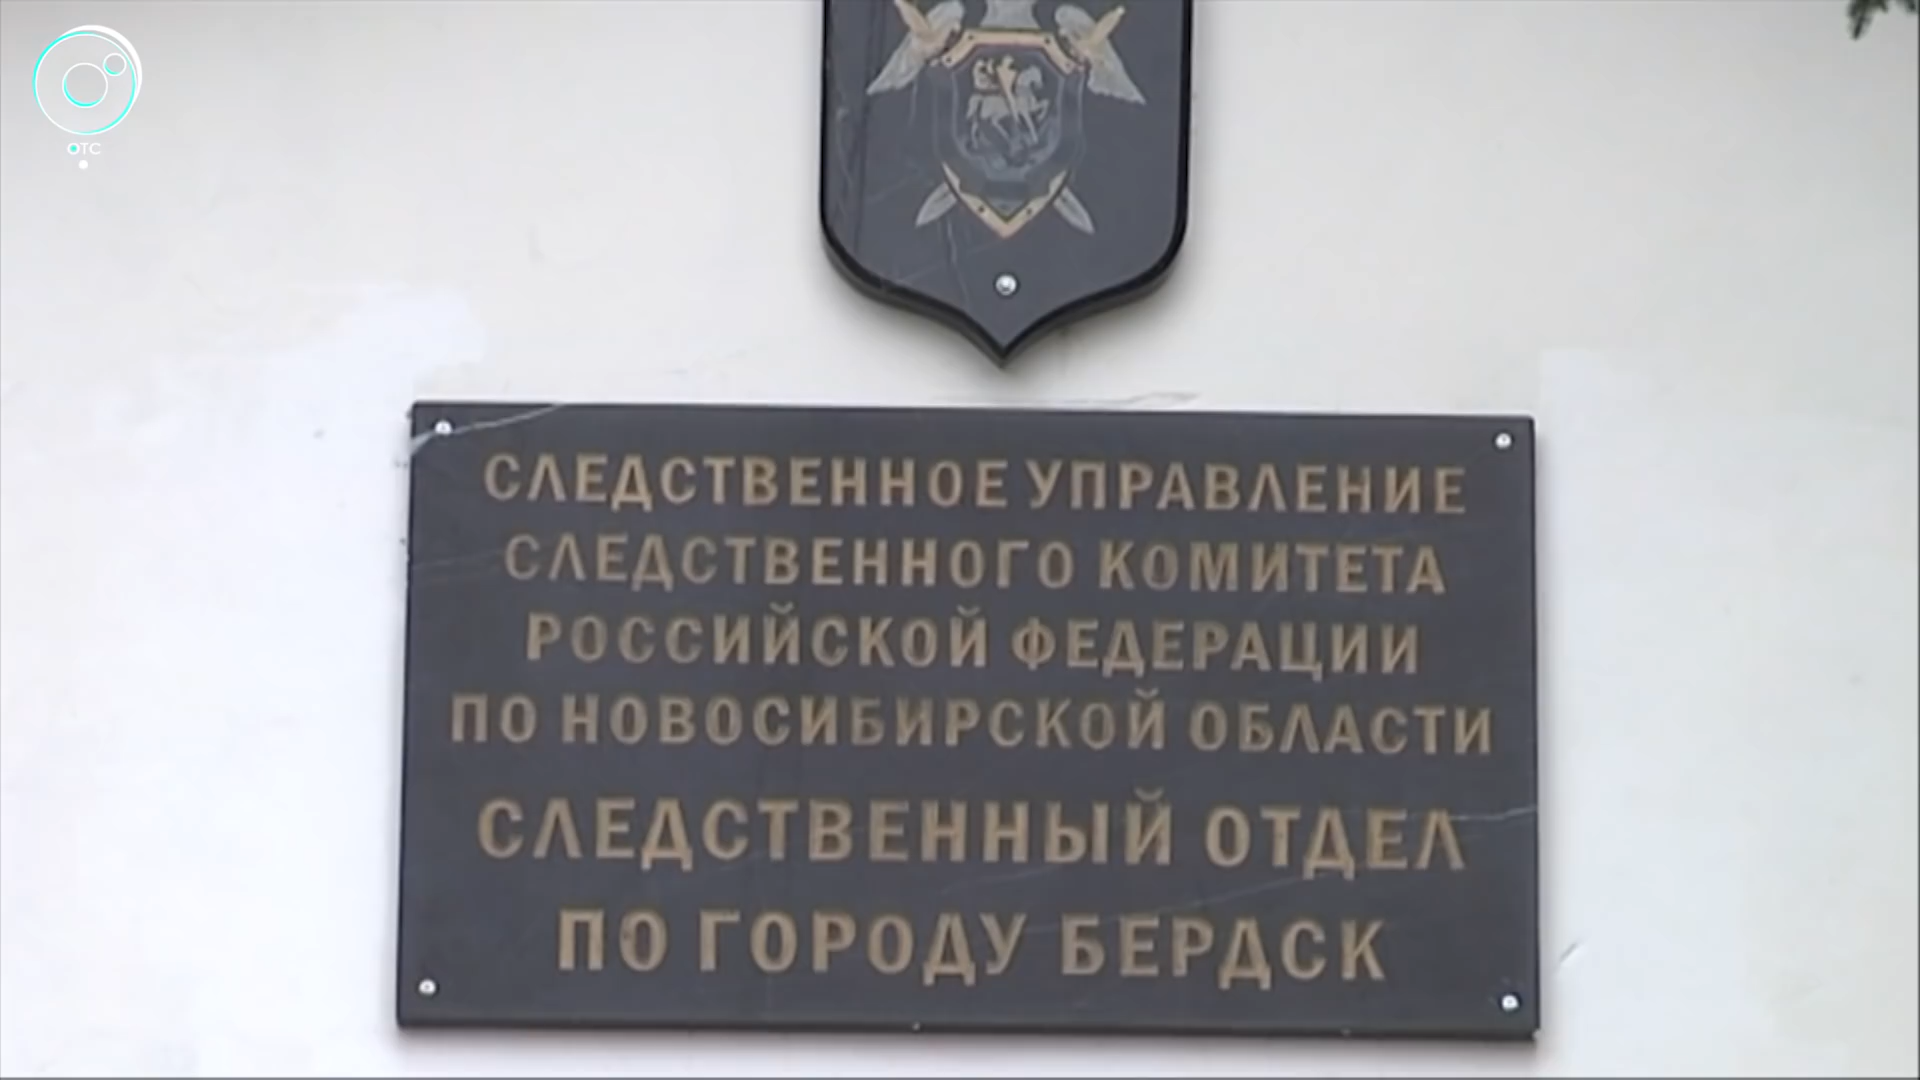 ОТС
СЛЕДСТВЕННОЕ УПРАВЛЕНИЕ
СЛЕДСТВЕННОГО КОМИТЕТА
РОССИЙСКОЙ ФЕДЕРАЦИИ
ПО НОВОСИБИРСКОЙ ОБЛАСТИ
СЛЕДСТВЕННЫЙ ОТДЕЛ
ПО ГОРОДУ БЕРДСК